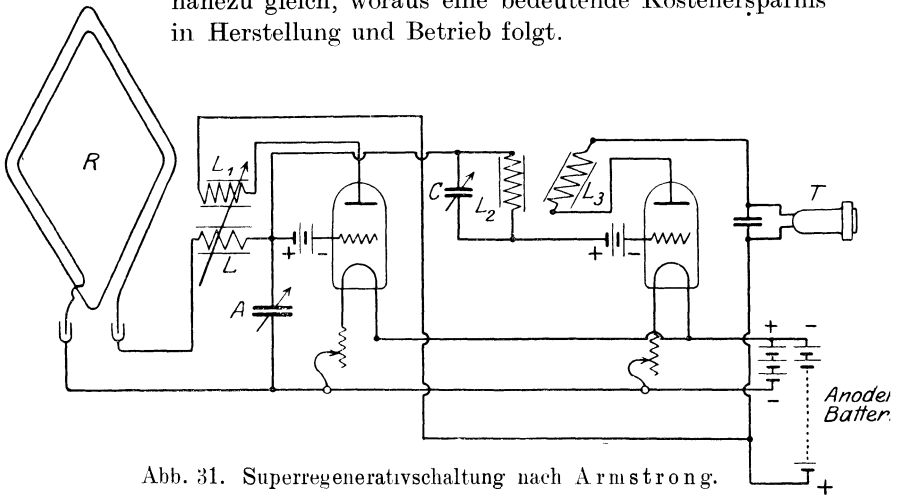 nahezu gleich, woraus eine bedeutende Kostenersparnis
in Herstellung und Betrieb folgt.
R
L1
L
A
+ -
C
L2
L3
+ -
T
+ -
-
Anoden
Batter.
+
Abb. 31. Superregenerativschaltung nach Armstrong.